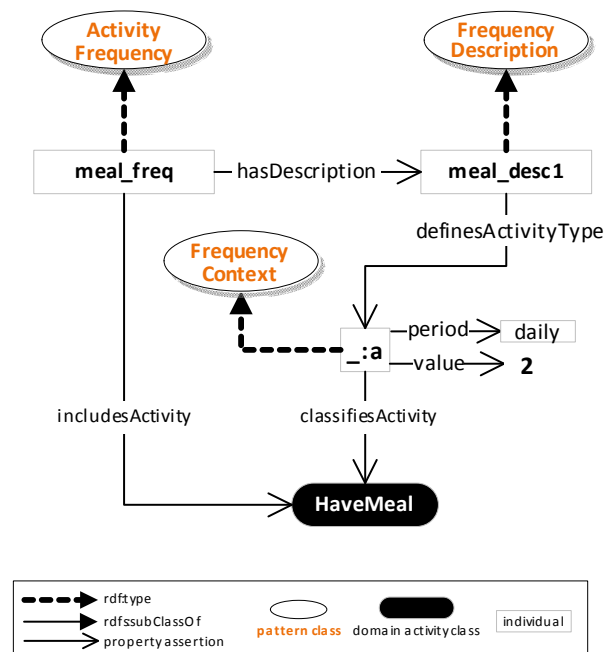 Activity
Frequency
Frequency
Description
meal_freq
hasDescription
meal_desc1
definesActivityType
Frequency
Context
_:a
period
daily
value
2
includesActivity
classifiesActivity
HaveMeal
rdf:type
rdfs:subClassOf
property assertion
pattern class
domain activity class
individual